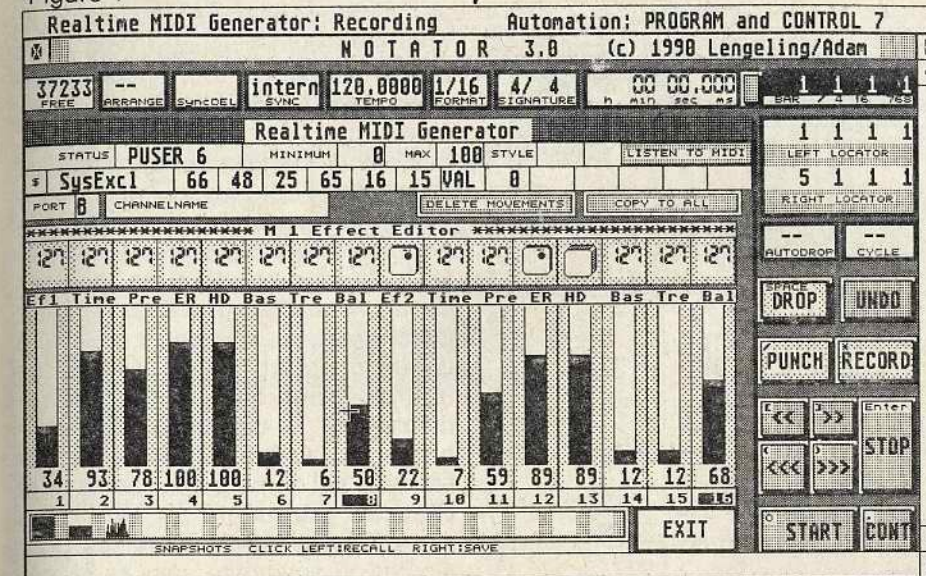 Realtime MIDI Generator: Recording Automation: PROGRAM and CONTROL 7
NOTATOR 3.0 (c) 1990 Lengeling/Adam
37233 -- intern 120.0000 1/16 4/ 4 00 00.000 1 1 1 1
FREE ARRANGE SyncDEL SYNC TEMPO FORMAT SIGNATURE h min sec ms BAR / 4 16 768
Realtime MIDI Generator
STATUS PUSER 6 MINIMUM 0 MAX 100 STYLE LISTEN TO MIDI
$ SysExcl 66 48 25 65 16 15 VAL 0
PORT B CHANNELNAME DELETE MOVEMENTS COPY TO ALL
******************** M 1 Effect Editor ************************
127 127 127 127 127 127 127 127 127 127 127 127 127
Ef1 Time Pre ER HD Bas Tre Bal Ef2 Time Pre ER HD Bas Tre Bal
34 93 78 100 100 12 6 50 22 7 59 89 89 12 12 68
1 2 3 4 5 6 7 8 9 10 11 12 13 14 15 16
EXIT
SNAPSHOTS CLICK LEFT:RECALL RIGHT:SAVE
1 1 1 1
LEFT LOCATOR
5 1 1 1
RIGHT LOCATOR
-- --
AUTODROP CYCLE
SPACE
DROP UNDO
PUNCH RECORD
<< >> Enter
STOP
<<< >>>
START CONT